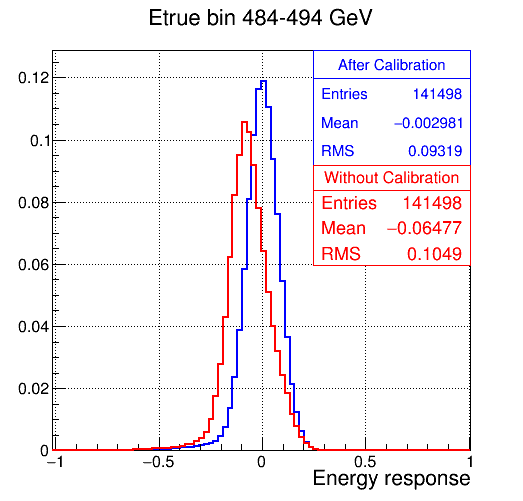 Etrue bin 484-494 GeV
After Calibration
Entries 141498
Mean −0.002981
RMS 0.09319
Without Calibration
Entries 141498
Mean −0.06477
RMS 0.1049
0.12
0.1
0.08
0.06
0.04
0.02
0
−1 −0.5 0 0.5 1
Energy response